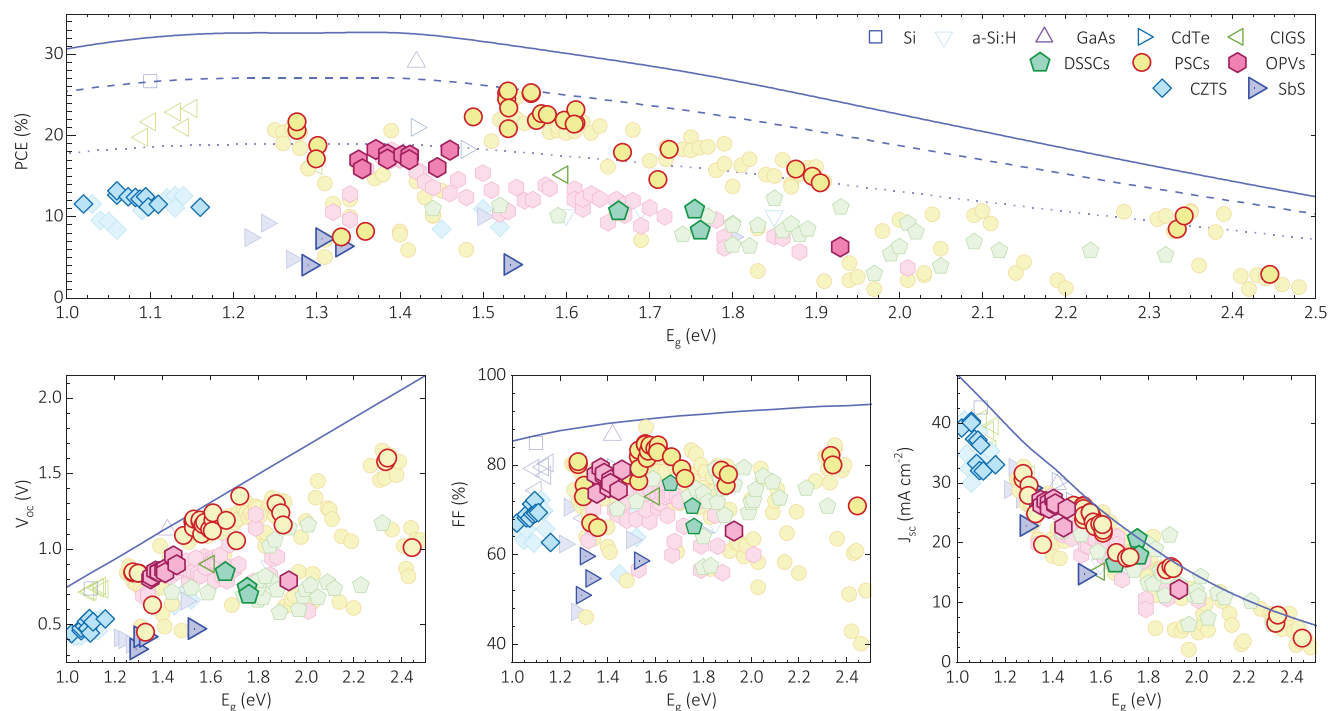 PCE (%)
30
20
10
0
Si a-Si:H GaAs CdTe CIGS
DSSCs PSCs OPVs
CZTS SbS
1.0 1.1 1.2 1.3 1.4 1.5 1.6 1.7 1.8 1.9 2.0 2.1 2.2 2.3 2.4 2.5
Eg (eV)
Voc (V)
2.0
1.5
1.0
0.5
1.0 1.2 1.4 1.6 1.8 2.0 2.2 2.4
Eg (eV)
FF (%)
100
80
60
40
1.0 1.2 1.4 1.6 1.8 2.0 2.2 2.4
Eg (eV)
Jsc (mA cm-2)
40
30
20
10
0
1.0 1.2 1.4 1.6 1.8 2.0 2.2 2.4
Eg (eV)